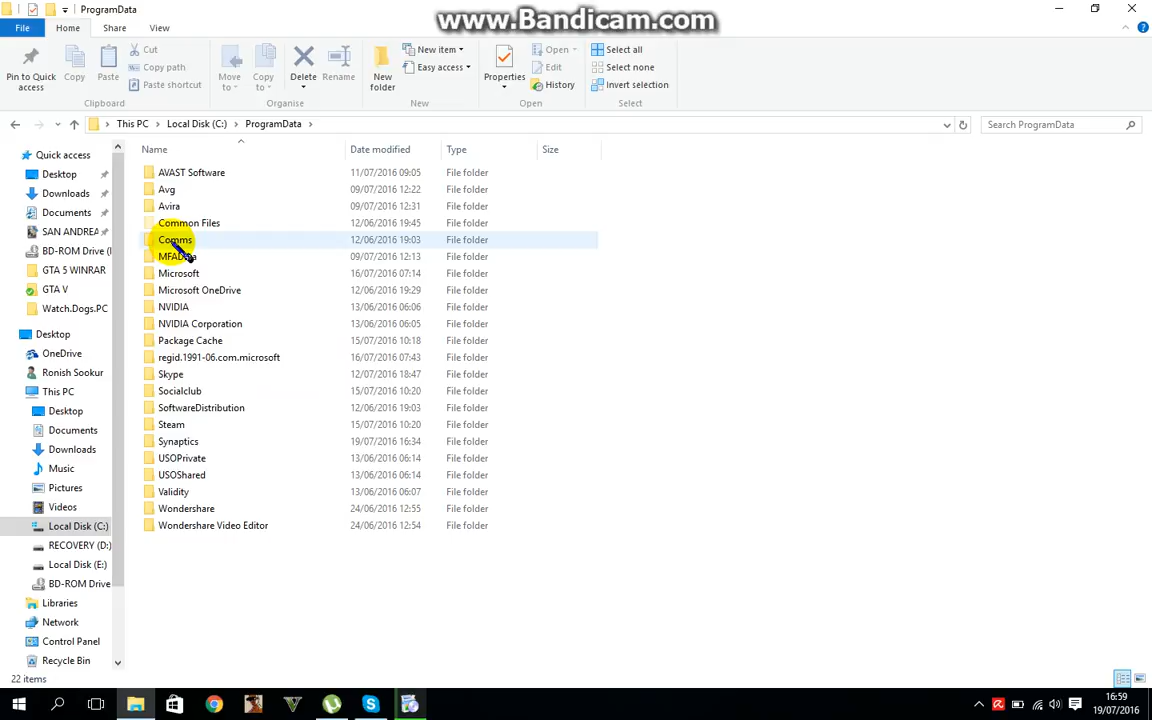 ProgramData
www.Bandicam.com
File Home Share View
Pin to Quick access
Copy
Paste
Cut
Copy path
Paste shortcut
Clipboard
Move to
Copy to
Delete
Rename
Organise
New folder
New item
Easy access
New
Properties
Open
Edit
History
Open
Select all
Select none
Invert selection
Select
This PC Local Disk (C:) ProgramData
Search ProgramData
Name Date modified Type Size
AVAST Software 11/07/2016 09:05 File folder
Avg 09/07/2016 12:22 File folder
Avira 09/07/2016 12:31 File folder
Common Files 12/06/2016 19:45 File folder
Comms 12/06/2016 19:03 File folder
09/07/2016 12:13 File folder
Microsoft 16/07/2016 07:14 File folder
Microsoft OneDrive 12/06/2016 19:29 File folder
NVIDIA 13/06/2016 06:06 File folder
NVIDIA Corporation 13/06/2016 06:05 File folder
Package Cache 15/07/2016 10:18 File folder
regid.1991-06.com.microsoft 16/07/2016 07:43 File folder
Skype 12/07/2016 18:47 File folder
Socialclub 15/07/2016 10:20 File folder
SoftwareDistribution 12/06/2016 19:03 File folder
Steam 15/07/2016 10:20 File folder
Synaptics 19/07/2016 16:34 File folder
USOPrivate 13/06/2016 06:14 File folder
USOShared 13/06/2016 06:14 File folder
Validity 13/06/2016 06:07 File folder
Wondershare 24/06/2016 12:55 File folder
Wondershare Video Editor 24/06/2016 12:54 File folder
Quick access
Desktop
Downloads
Documents
SAN ANDREA
BD-ROM Drive (
GTA 5 WINRAR
GTA V
Watch.Dogs.PC
Desktop
OneDrive
Ronish Sookur
This PC
Desktop
Documents
Downloads
Music
Pictures
Videos
Local Disk (C:)
RECOVERY (D:)
Local Disk (E:)
BD-ROM Drive
Libraries
Network
Control Panel
Recycle Bin
22 items
16:59
19/07/2016